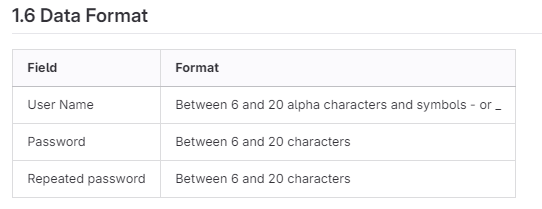 1.6 Data Format
Field Format
User Name Between 6 and 20 alpha characters and symbols - or _
Password Between 6 and 20 characters
Repeated password Between 6 and 20 characters